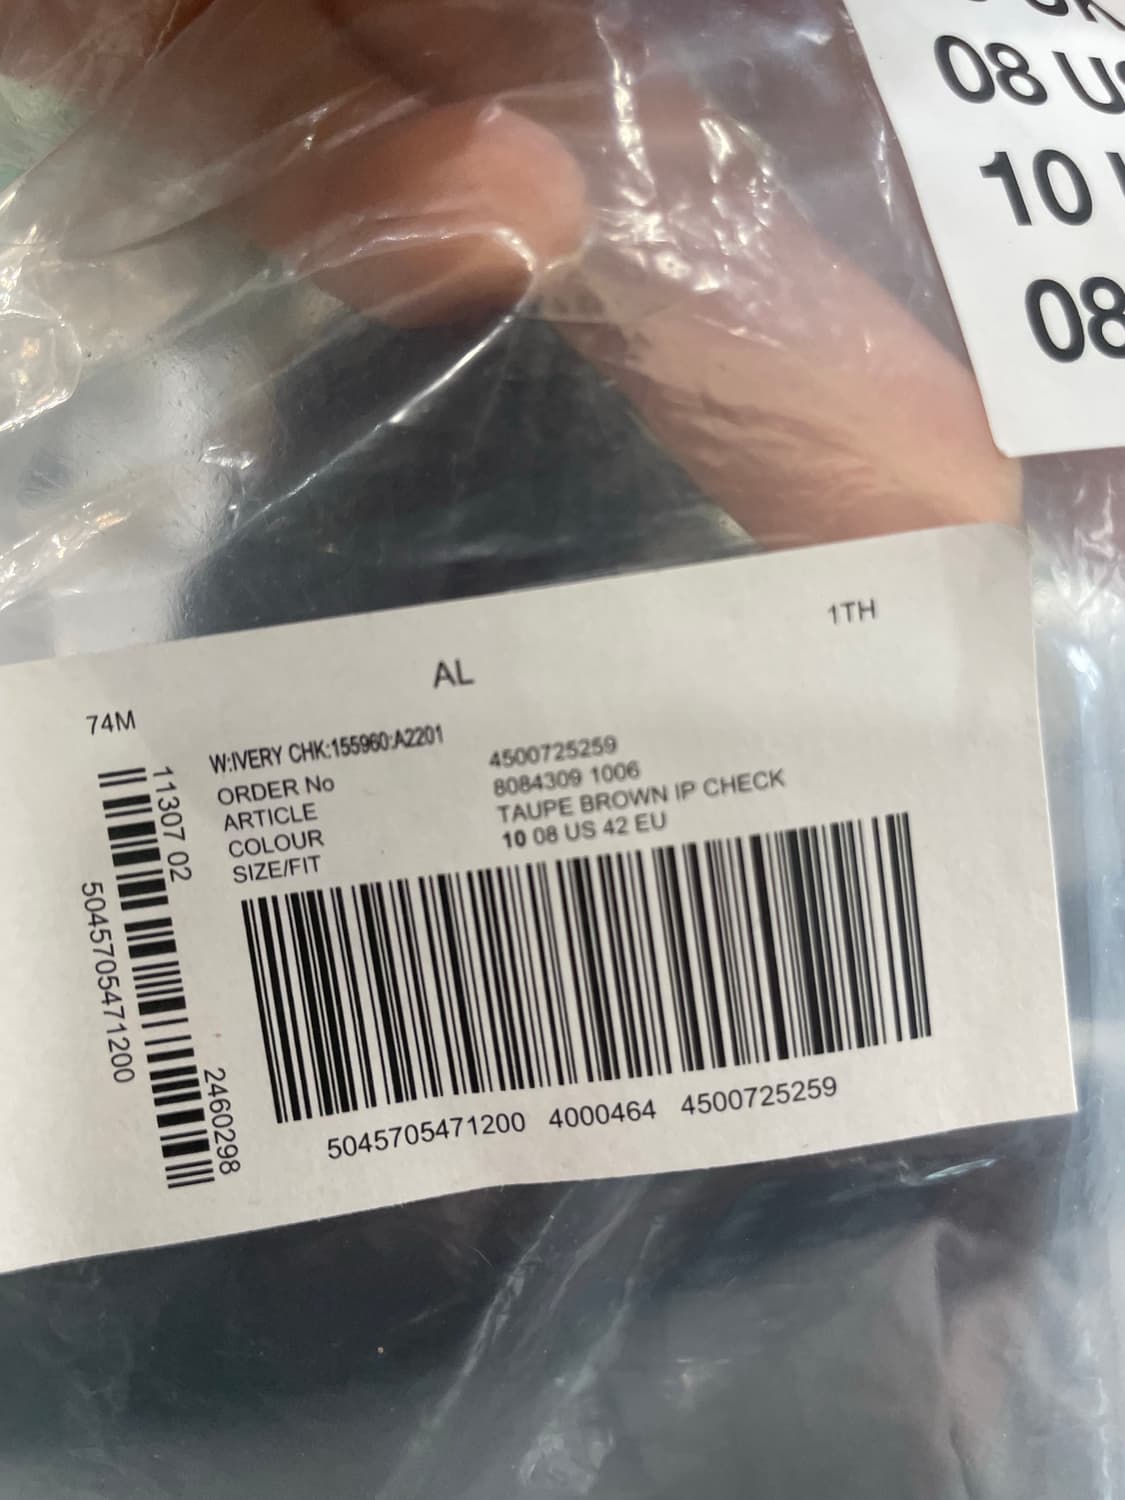 08
10
08
1TH
AL
74M
W:IVERY CHK:155960:A2201
ORDER No 4500725259
ARTICLE 8084309 1006
COLOUR TAUPE BROWN IP CHECK
SIZE/FIT 10 08 US 42 EU
11307 02
2460298
5045705471200
5045705471200 4000464 4500725259